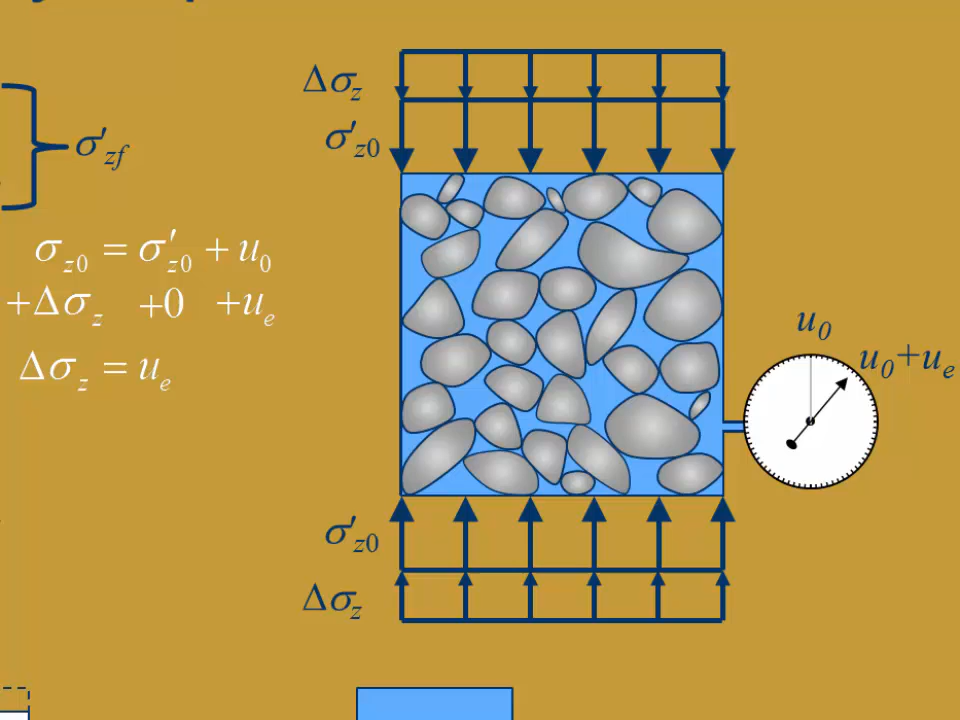 Δσz
σ′z0
σ′zf
σz0 = σ′z0 + u0
+Δσz +0 +ue
Δσz = ue
u0
u0+ue
σ′z0
Δσz